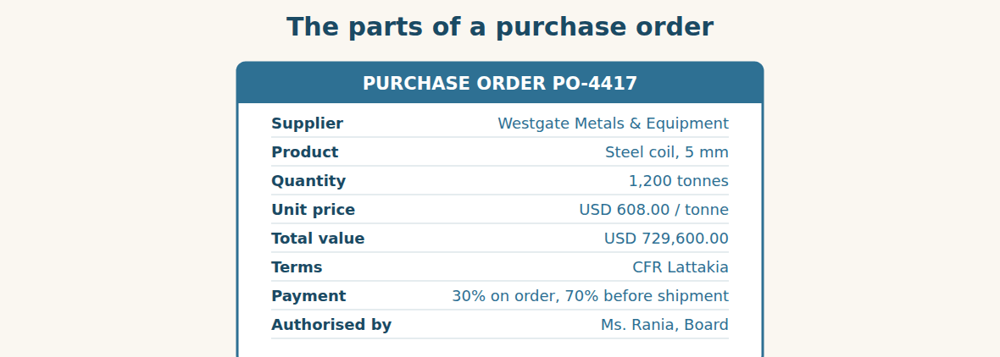 The parts of a purchase order
PURCHASE ORDER PO-4417
Supplier Westgate Metals & Equipment
Product Steel coil, 5 mm
Quantity 1,200 tonnes
Unit price USD 608.00 / tonne
Total value USD 729,600.00
Terms CFR Lattakia
Payment 30% on order, 70% before shipment
Authorised by Ms. Rania, Board